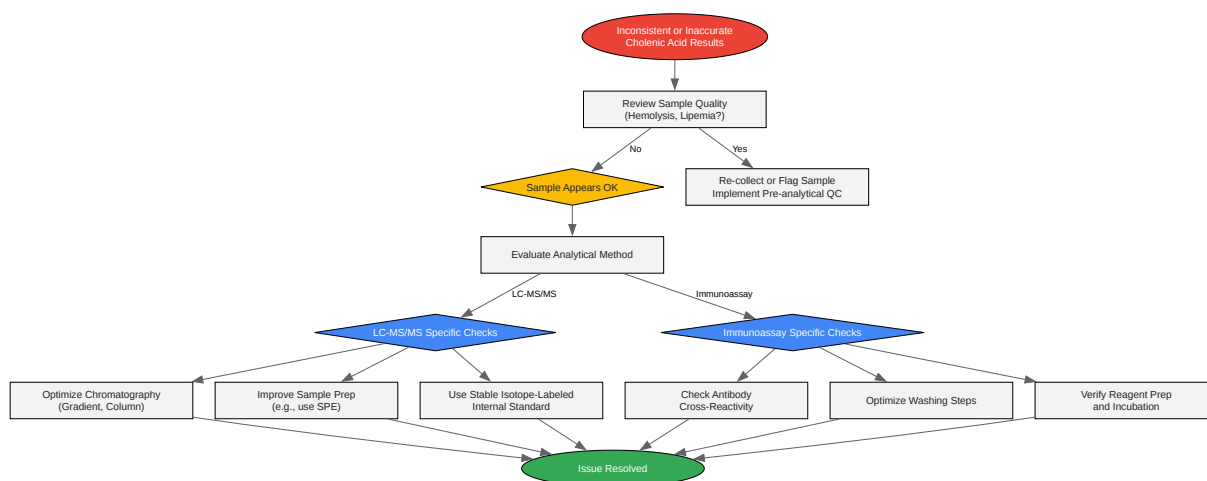 Inconsistent or Inaccurate
Cholenic Acid Results
Review Sample Quality
(Hemolysis, Lipemia?)
No
Yes
Sample Appears OK
Re-collect or Flag Sample
Implement Pre-analytical QC
Evaluate Analytical Method
LC-MS/MS
Immunoassay
LC-MS/MS Specific Checks
Immunoassay Specific Checks
Optimize Chromatography
(Gradient, Column)
Improve Sample Prep
(e.g., use SPE)
Use Stable Isotope-Labeled
Internal Standard
Check Antibody
Cross-Reactivity
Optimize Washing Steps
Verify Reagent Prep
and Incubation
Issue Resolved